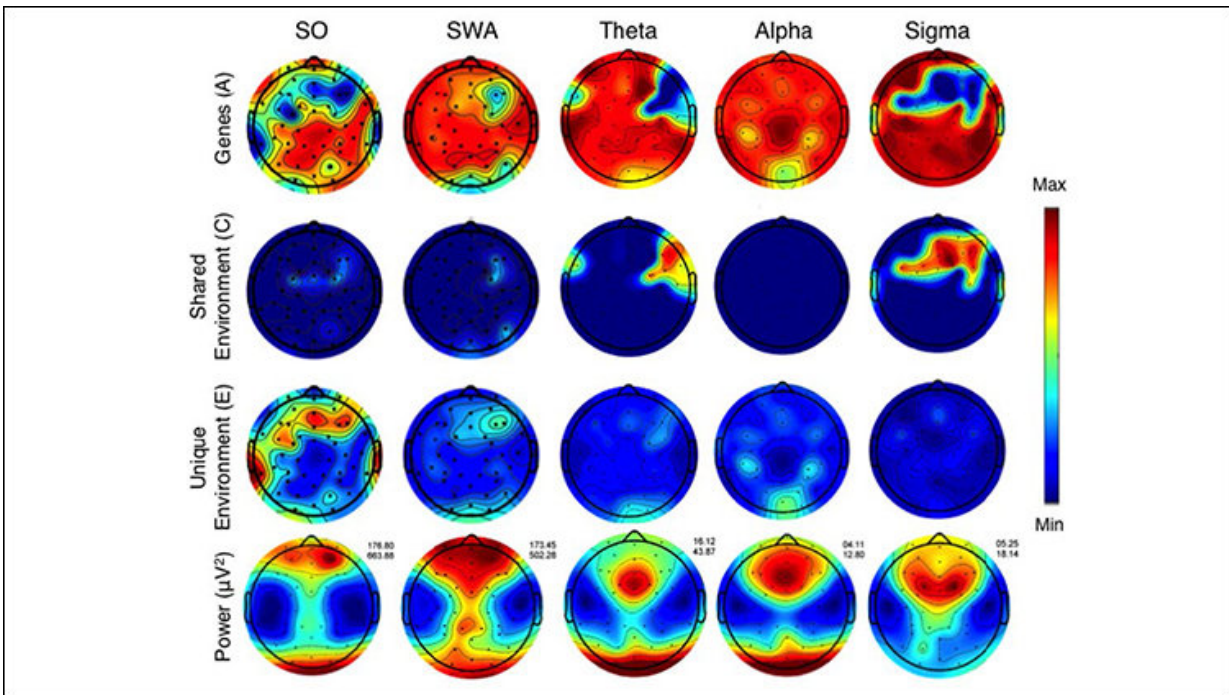 SO SWA Theta Alpha Sigma
Genes (A)
Shared
Environment (C)
Unique
Environment (E)
Power (μV²)
Max
Min
176.80
663.88
173.45
502.28
16.12
43.87
04.11
12.80
05.25
18.14